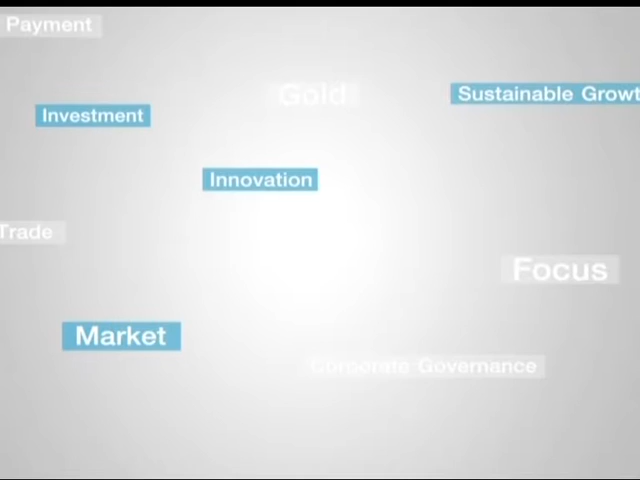 Payment
Gold
Sustainable Growt
Investment
Innovation
Trade
Focus
Market
Corporate Governance